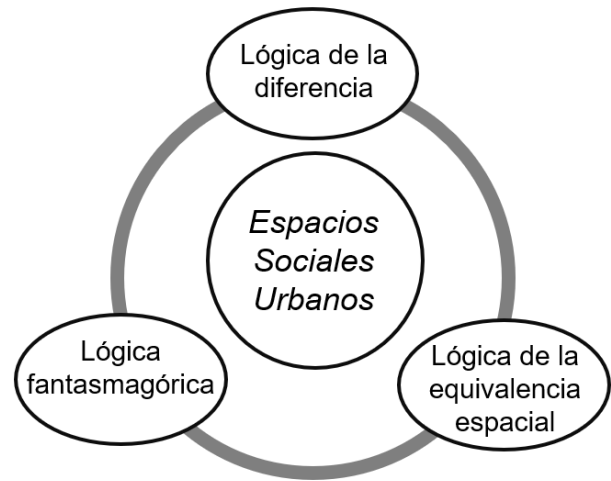 Lógica de la
diferencia
Espacios
Sociales
Urbanos
Lógica
fantasmagórica
Lógica de la
equivalencia
espacial